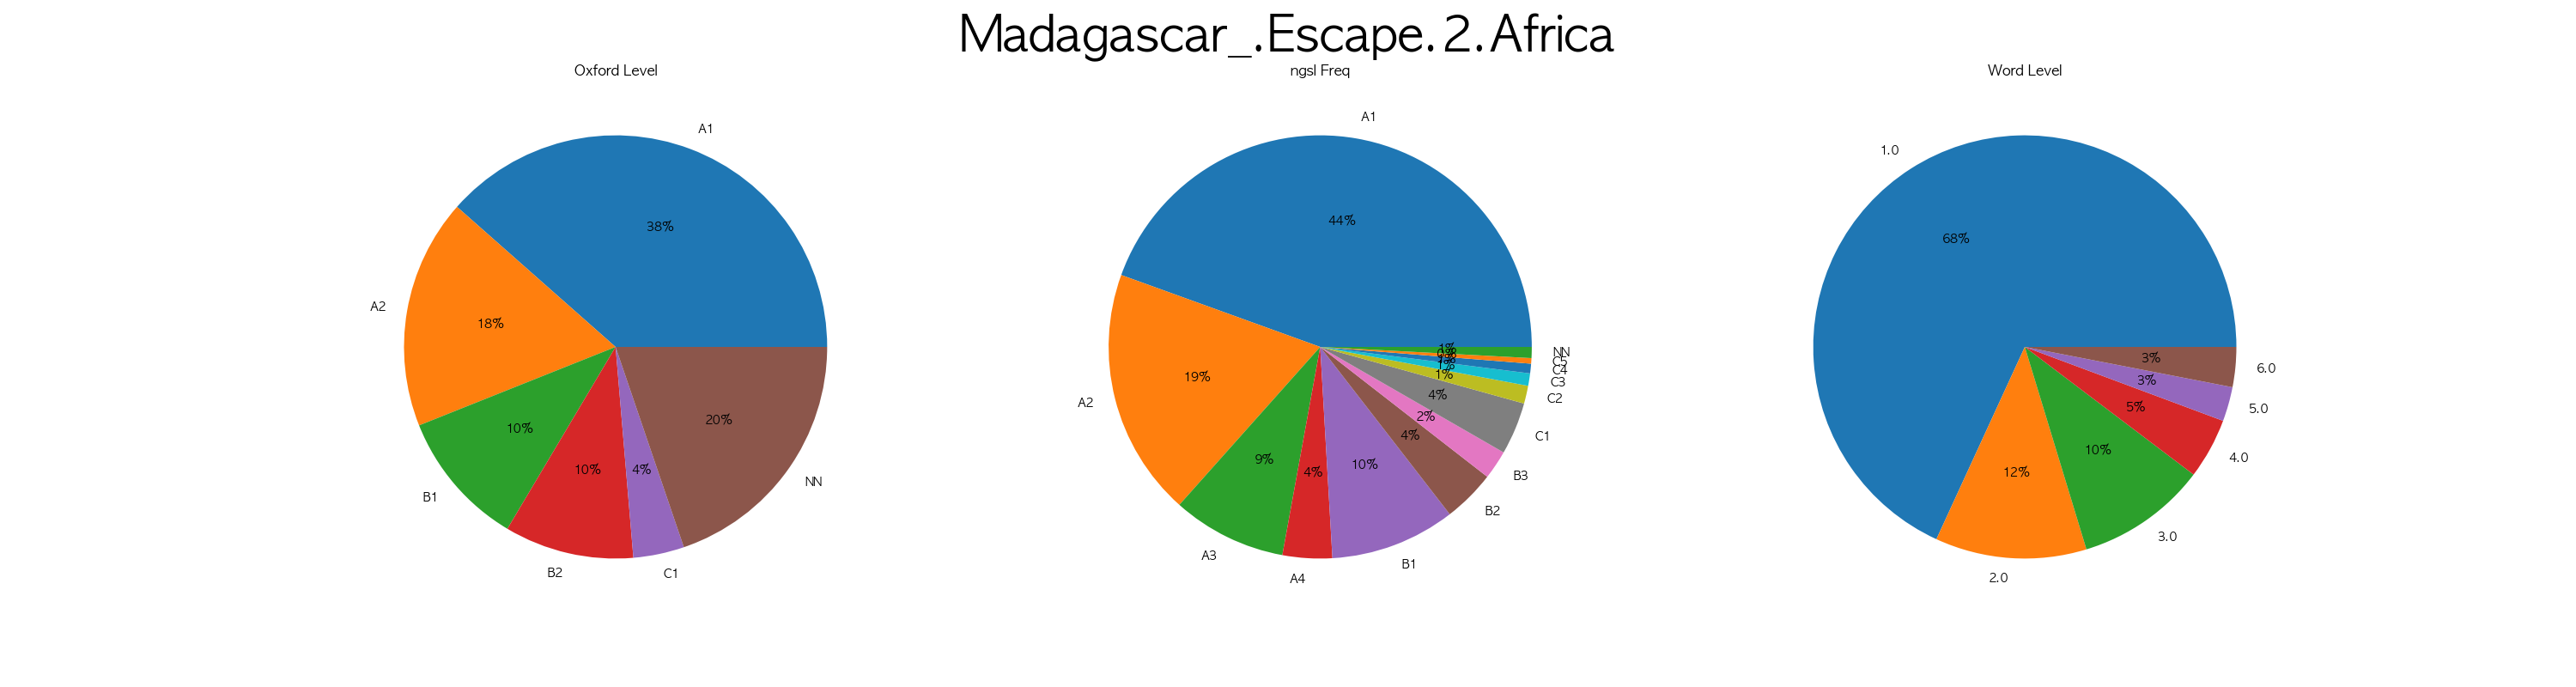 Madagascar_.Escape.2.Africa
Oxford Level
A1
38%
A2
18%
B1
10%
B2
10%
C1
4%
NN
20%
ngsl Freq
A1
44%
A2
19%
A3
9%
A4
4%
B1
10%
B2
4%
B3
2%
C1
4%
C2
1%
C3
C4
C5
NN
Word Level
1.0
68%
2.0
12%
3.0
10%
4.0
5%
5.0
3%
6.0
3%